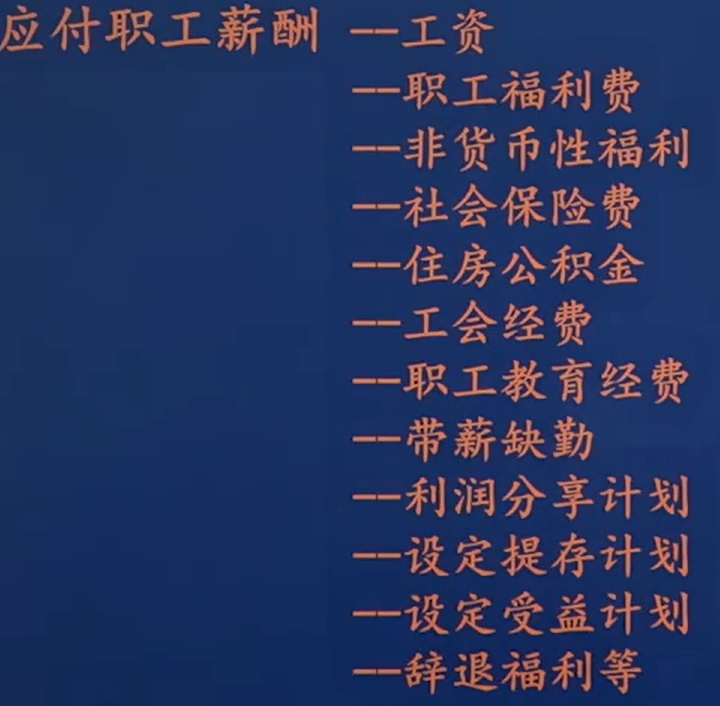 应付职工薪酬 ——工资
——职工福利费
——非货币性福利
——社会保险费
——住房公积金
——工会经费
——职工教育经费
——带薪缺勤
——利润分享计划
——设定提存计划
——设定受益计划
——辞退福利等